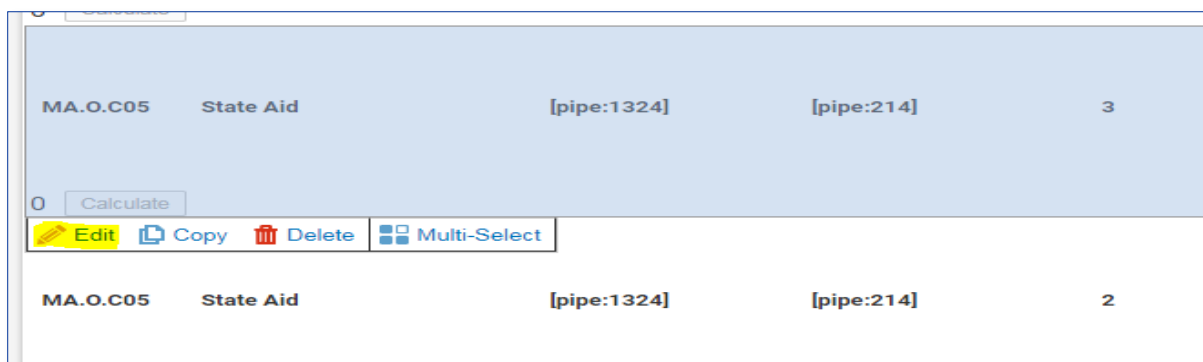 MA.O.C05 State Aid [pipe:1324] [pipe:214] 3
0 Calculate
Edit Copy Delete Multi-Select
MA.O.C05 State Aid [pipe:1324] [pipe:214] 2